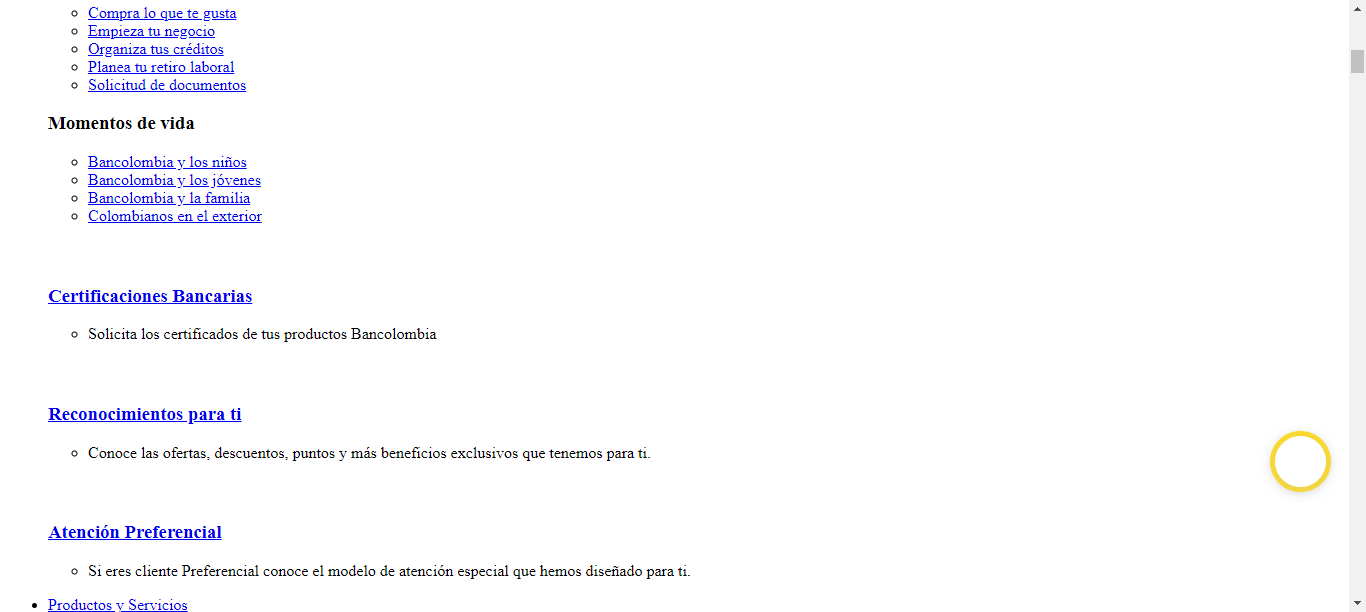 Compra lo que te gusta
Empieza tu negocio
Organiza tus créditos
Planea tu retiro laboral
Solicitud de documentos
Momentos de vida
Bancolombia y los niños
Bancolombia y los jóvenes
Bancolombia y la familia
Colombianos en el exterior
Certificaciones Bancarias
Solicita los certificados de tus productos Bancolombia
Reconocimientos para ti
Conoce las ofertas, descuentos, puntos y más beneficios exclusivos que tenemos para ti.
Atención Preferencial
Si eres cliente Preferencial conoce el modelo de atención especial que hemos diseñado para ti.
Productos y Servicios